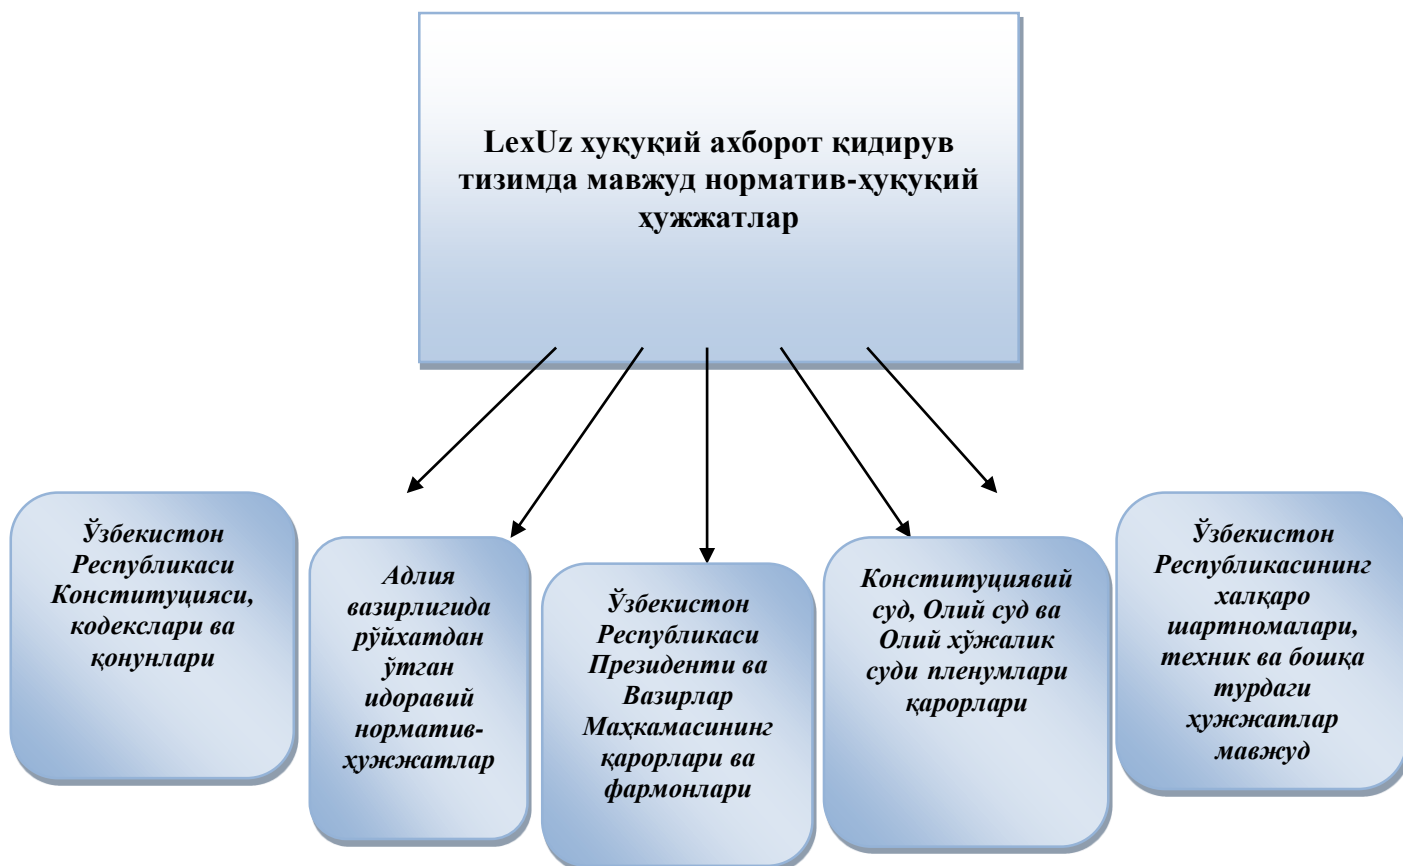 LexUz хуқуқий ахборот қидирув
тизимда мавжуд норматив-ҳуқуқий
ҳужжатлар
Ўзбекистон
Республикаси
Конституцияси,
кодекслари ва
қонунлари
Адлия
вазирлигида
рўйхатдан
ўтган
идоравий
норматив-
ҳужжатлар
Ўзбекистон
Республикаси
Президенти ва
Вазирлар
Маҳкамасининг
қарорлари ва
фармонлари
Конституциявий
суд, Олий суд ва
Олий хўжалик
суди пленумлари
қарорлари
Ўзбекистон
Республикасининг
халқаро
шартномалари,
техник ва бошқа
турдаги
ҳужжатлар
мавжуд